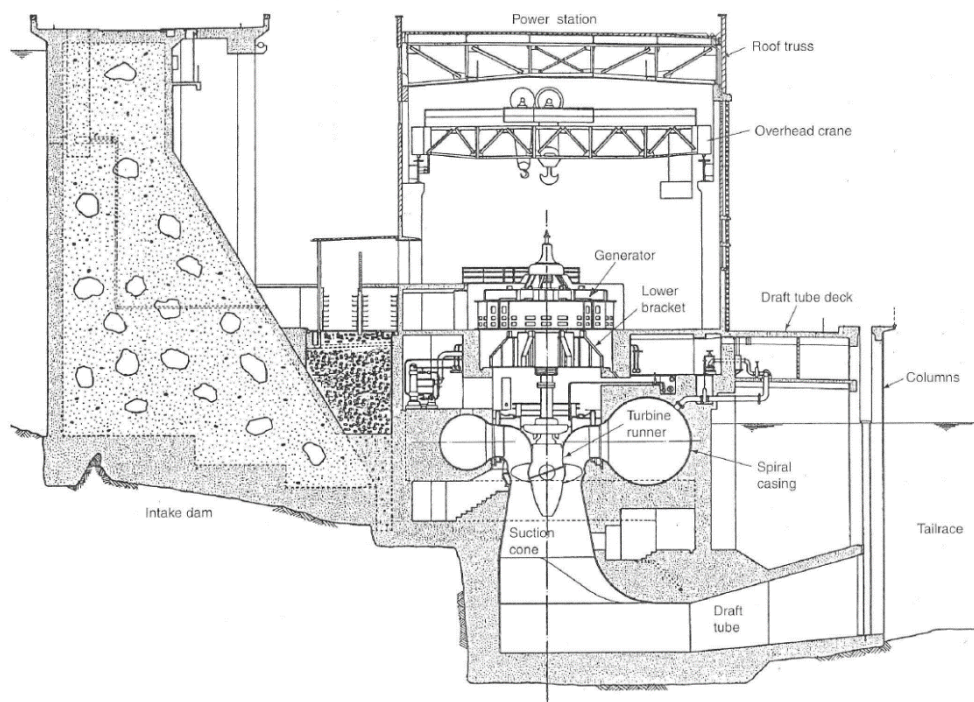 Power station
Roof truss
Overhead crane
Generator
Lower
bracket
Draft tube deck
Columns
Turbine
runner
Spiral
casing
Intake dam
Suction
cone
Tailrace
Draft
tube